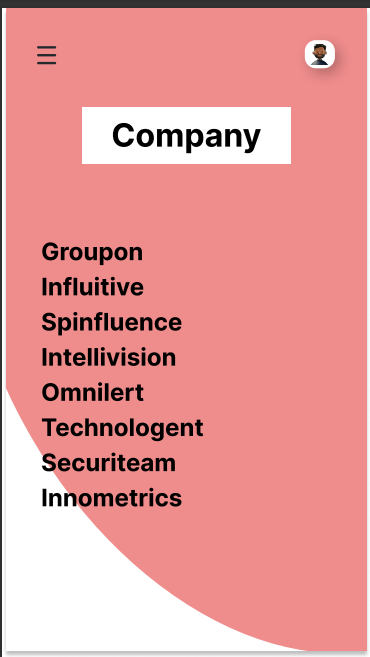 Company
Groupon
Influitive
Spinfluence
Intellivision
Omnilert
Technologent
Securiteam
Innometrics